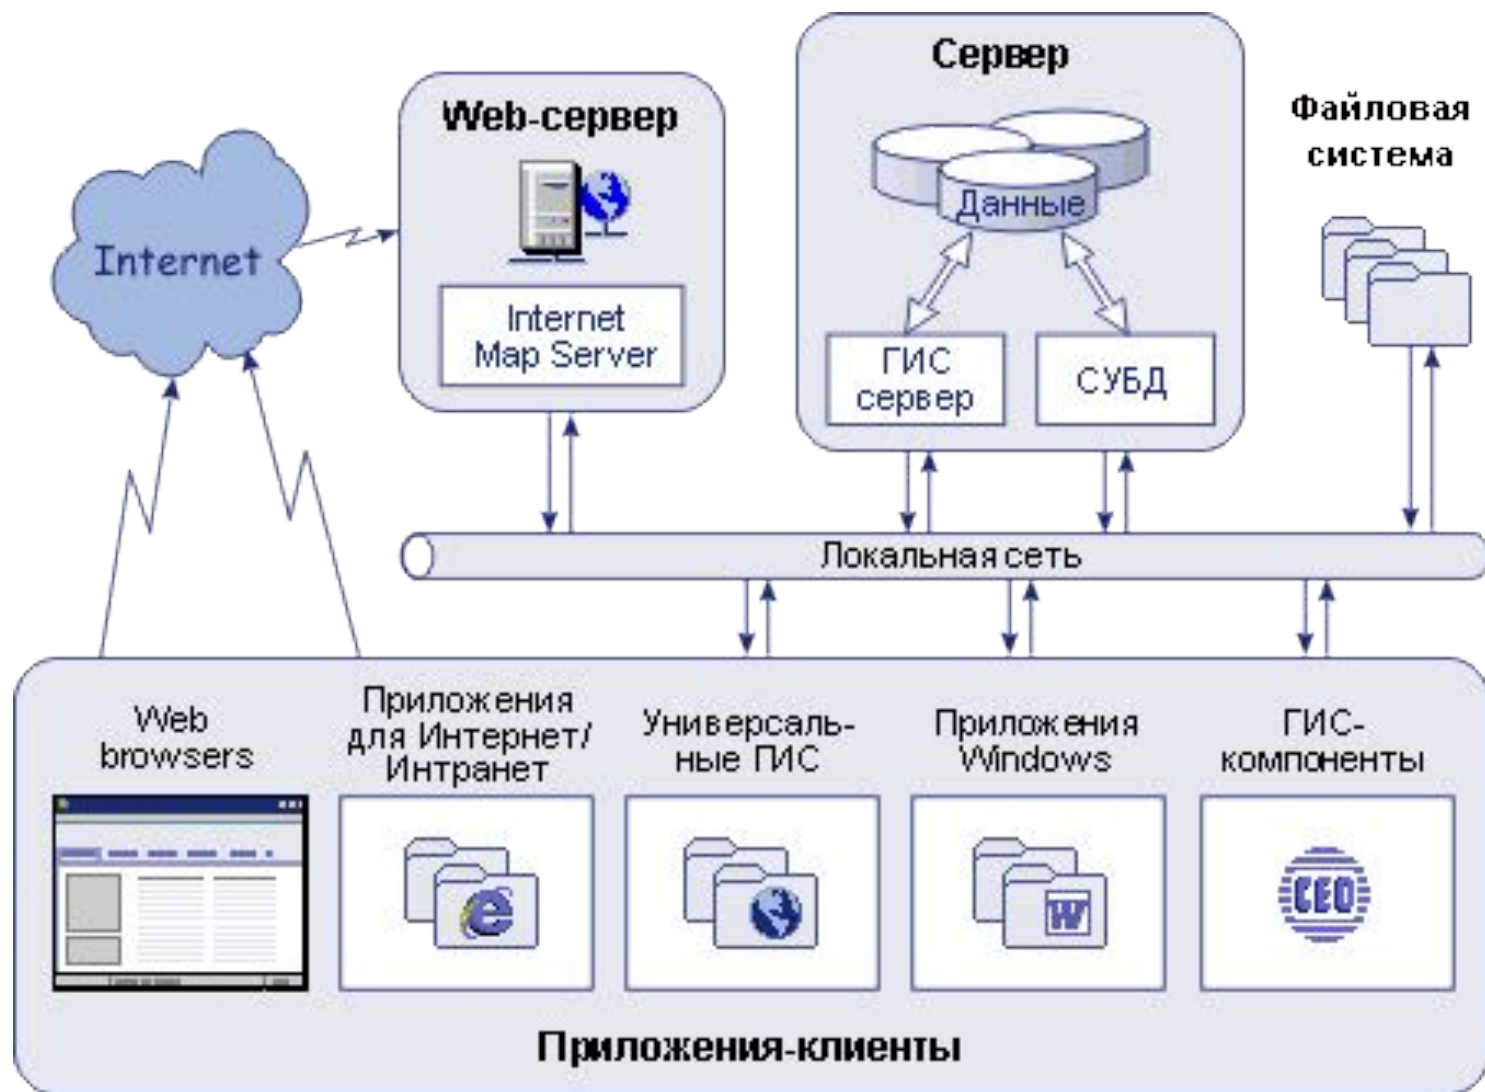 Сервер
Web-сервер
Файловая
система
Данные
Internet
Internet
Map Server
ГИС
сервер
СУБД
Локальная сеть
Web
browsers
Приложения
для Интернет/
Интранет
Универсаль-
ные ГИС
Приложения
Windows
ГИС-
компоненты
e
W
CEO
Приложения-клиенты